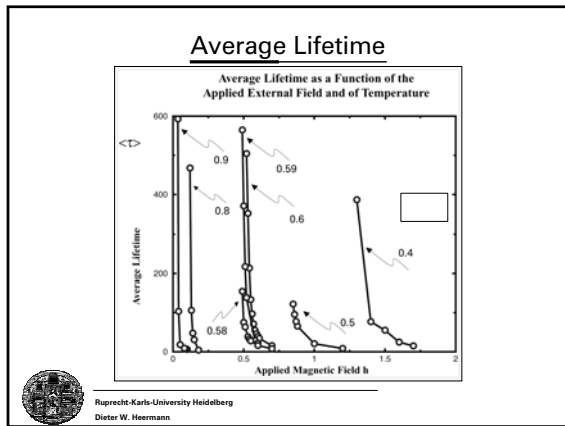 Average Lifetime
Average Lifetime as a Function of the
Applied External Field and of Temperature
600
<τ>
0.9
0.59
0.8
0.6
400
Average Lifetime
0.4
200
0.58
0.5
0
0
0.5
1
1.5
2
Applied Magnetic Field h
Ruprecht-Karls-University Heidelberg
Dieter W. Heermann